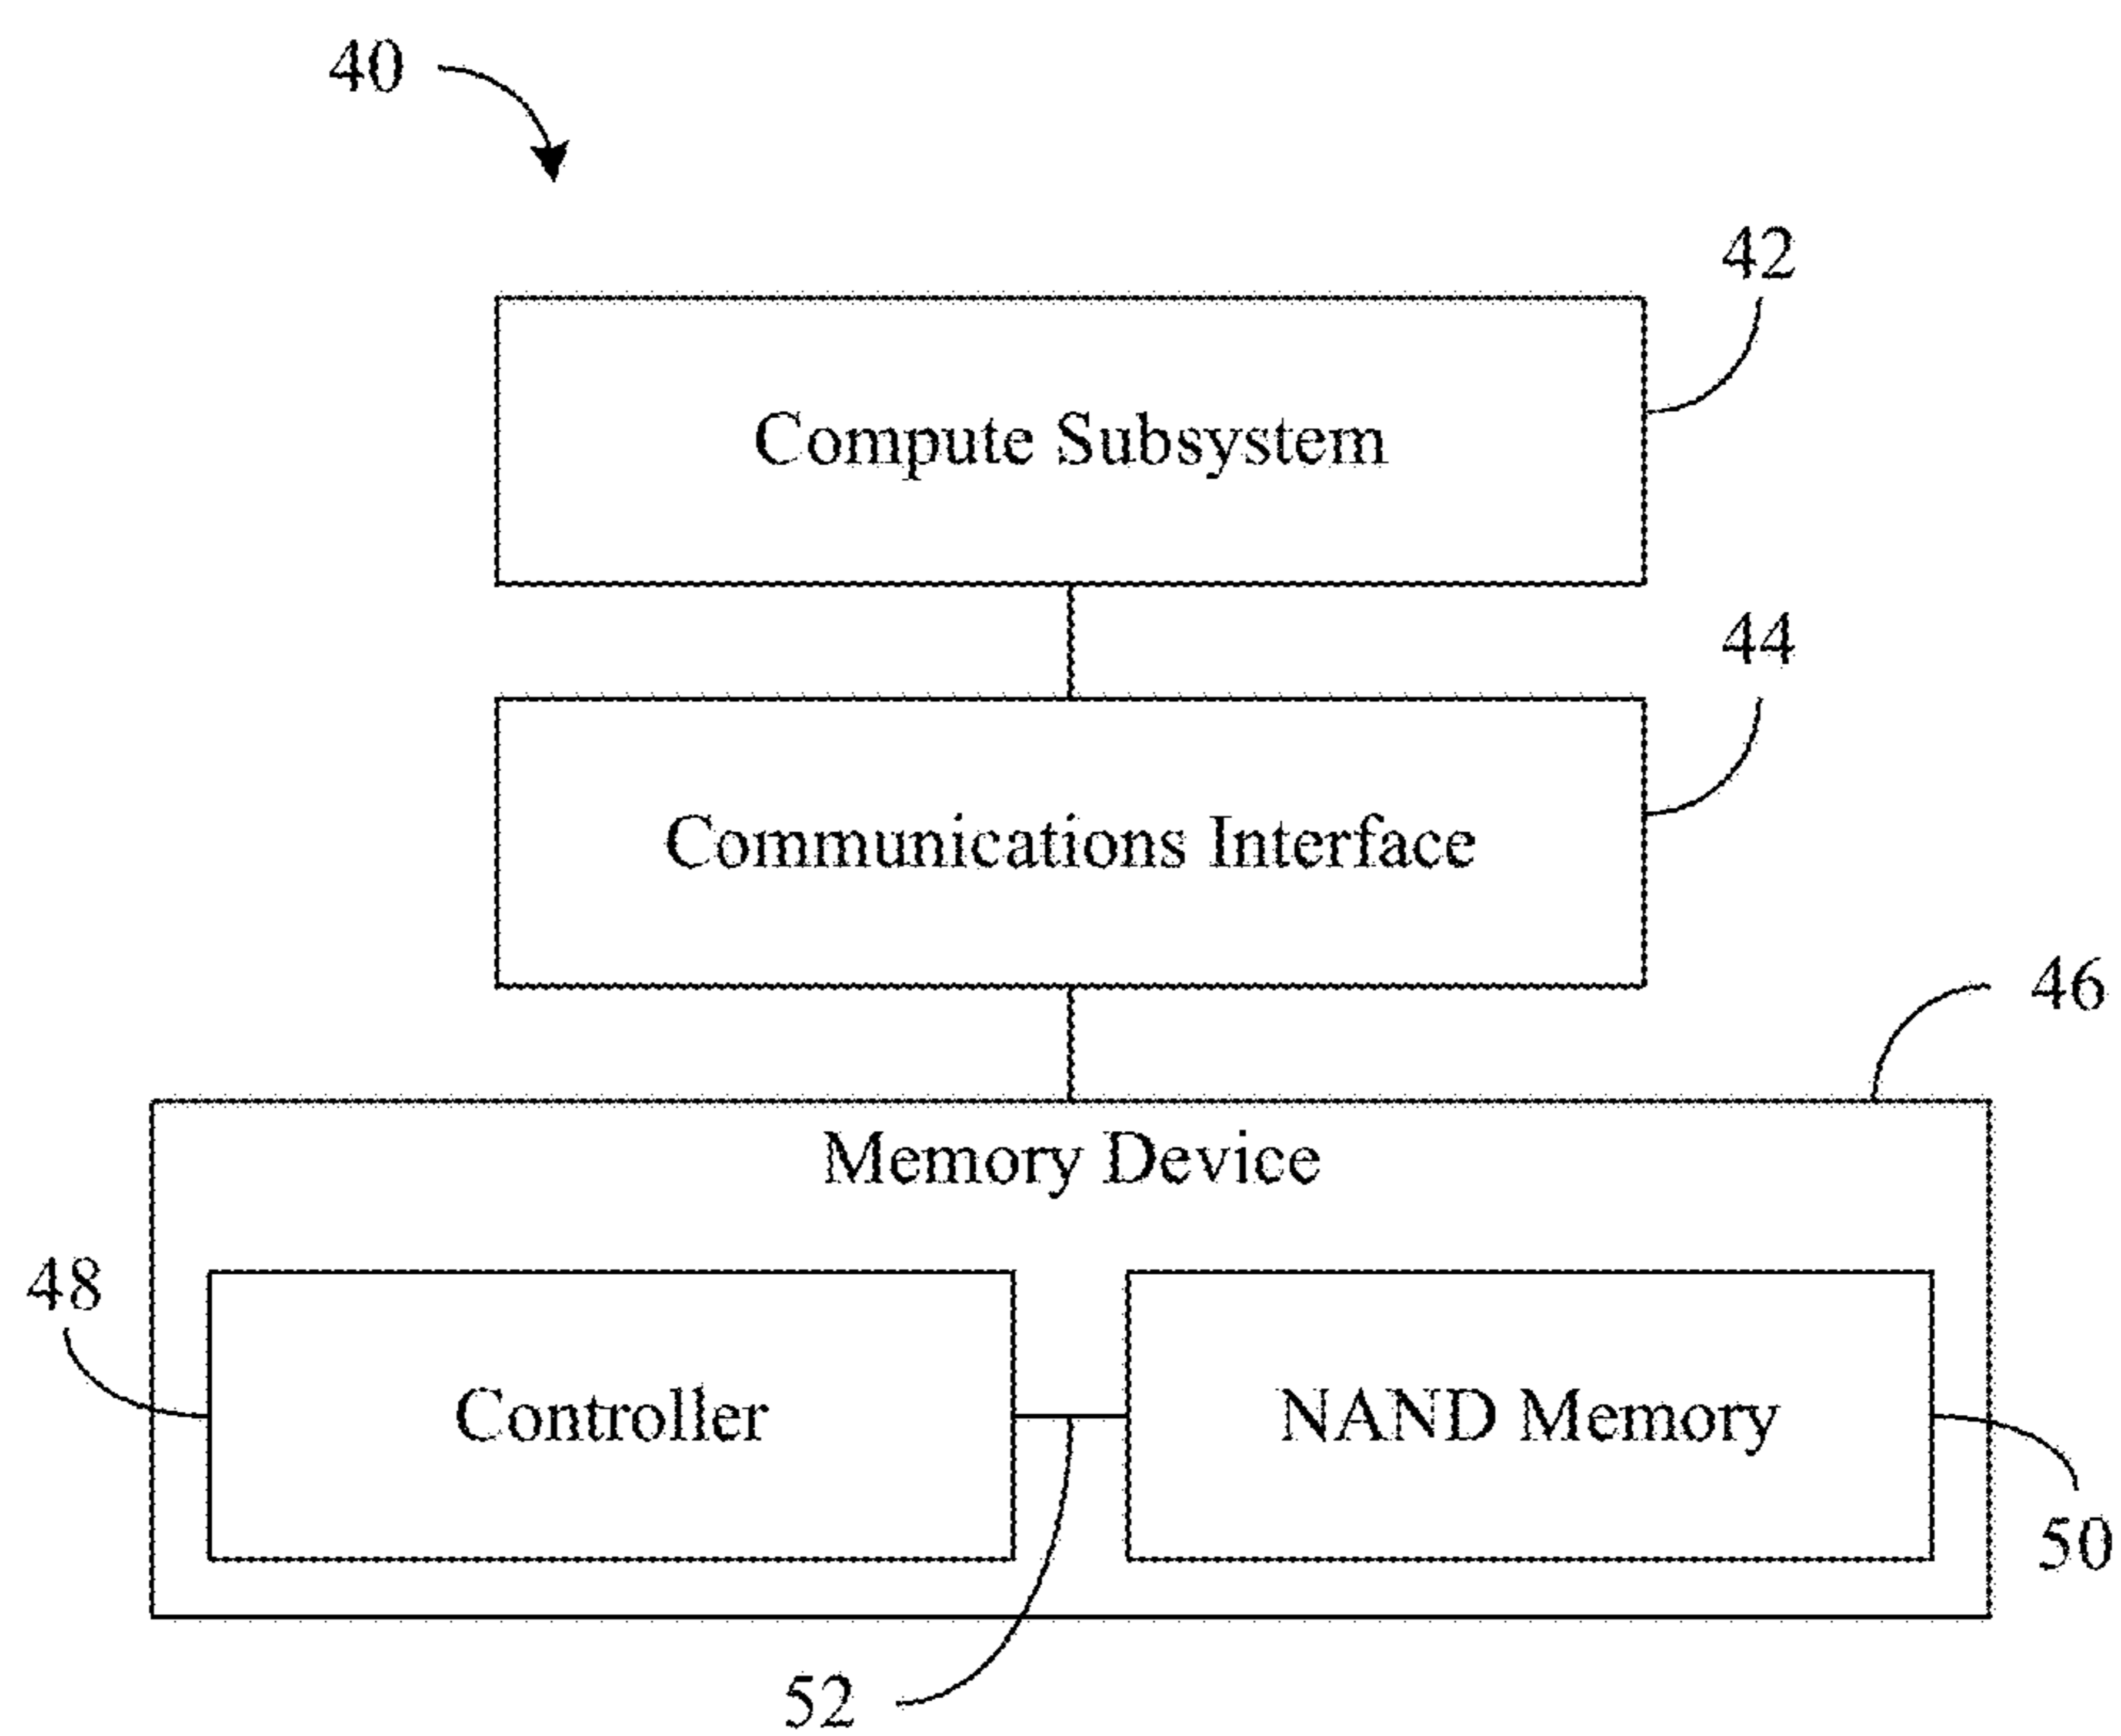 40
42
Compute Subsystem
44
Communications Interface
46
Memory Device
48
Controller
NAND Memory
50
52